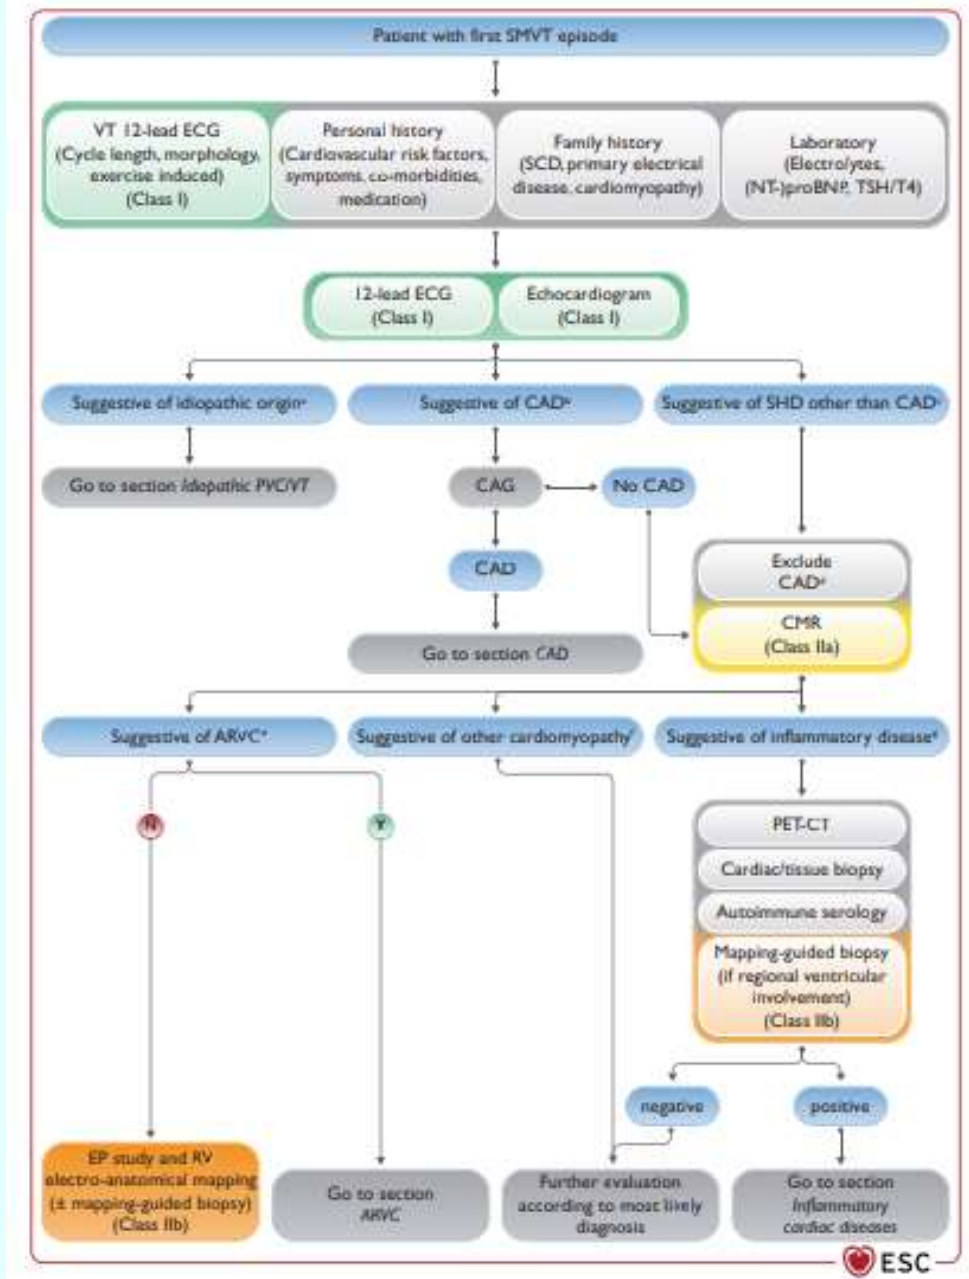 Patient with first SMVT episode
VT 12-lead ECG
(Cycle length, morphology,
exercise induced)
(Class I)
Personal history
(Cardiovascular risk factors,
symptoms, co-morbidities,
medication)
Family history
(SCD, primary electrical
disease, cardiomyopathy)
Laboratory
(Electrolytes,
(NT-)proBNP, TSH/T4)
12-lead ECG
(Class I)
Echocardiogram
(Class I)
Suggestive of idiopathic origin
Suggestive of CAD
Suggestive of SHD other than CAD
Go to section Idiopathic PVC/VT
CAG
No CAD
CAD
Go to section CAD
Exclude
CAD
CMR
(Class IIa)
Suggestive of ARVC
Suggestive of other cardiomyopathy
Suggestive of inflammatory disease
N
Y
PET-CT
Cardiac/tissue biopsy
Autoimmune serology
Mapping-guided biopsy
(if regional ventricular
involvement)
(Class IIb)
negative
positive
EP study and RV
electro-anatomical mapping
(± mapping-guided biopsy)
(Class IIb)
Go to section
ARVC
Further evaluation
according to most likely
diagnosis
Go to section
Inflammatory
cardiac diseases
ESC